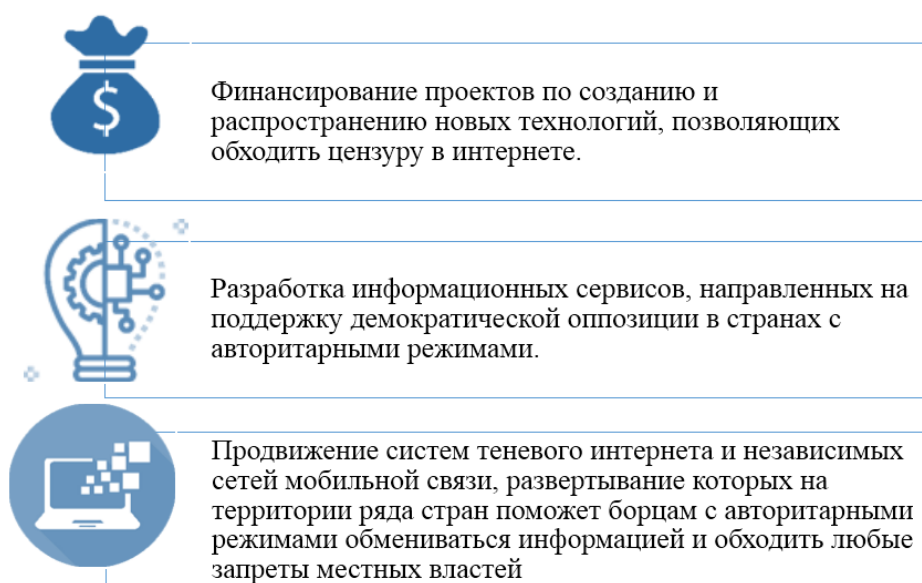 $
Финансирование проектов по созданию и
распространению новых технологий, позволяющих
обходить цензуру в интернете.
Разработка информационных сервисов, направленных на
поддержку демократической оппозиции в странах с
авторитарными режимами.
Продвижение систем теневого интернета и независимых
сетей мобильной связи, развертывание которых на
территории ряда стран поможет борцам с авторитарными
режимами обмениваться информацией и обходить любые
запреты местных властей